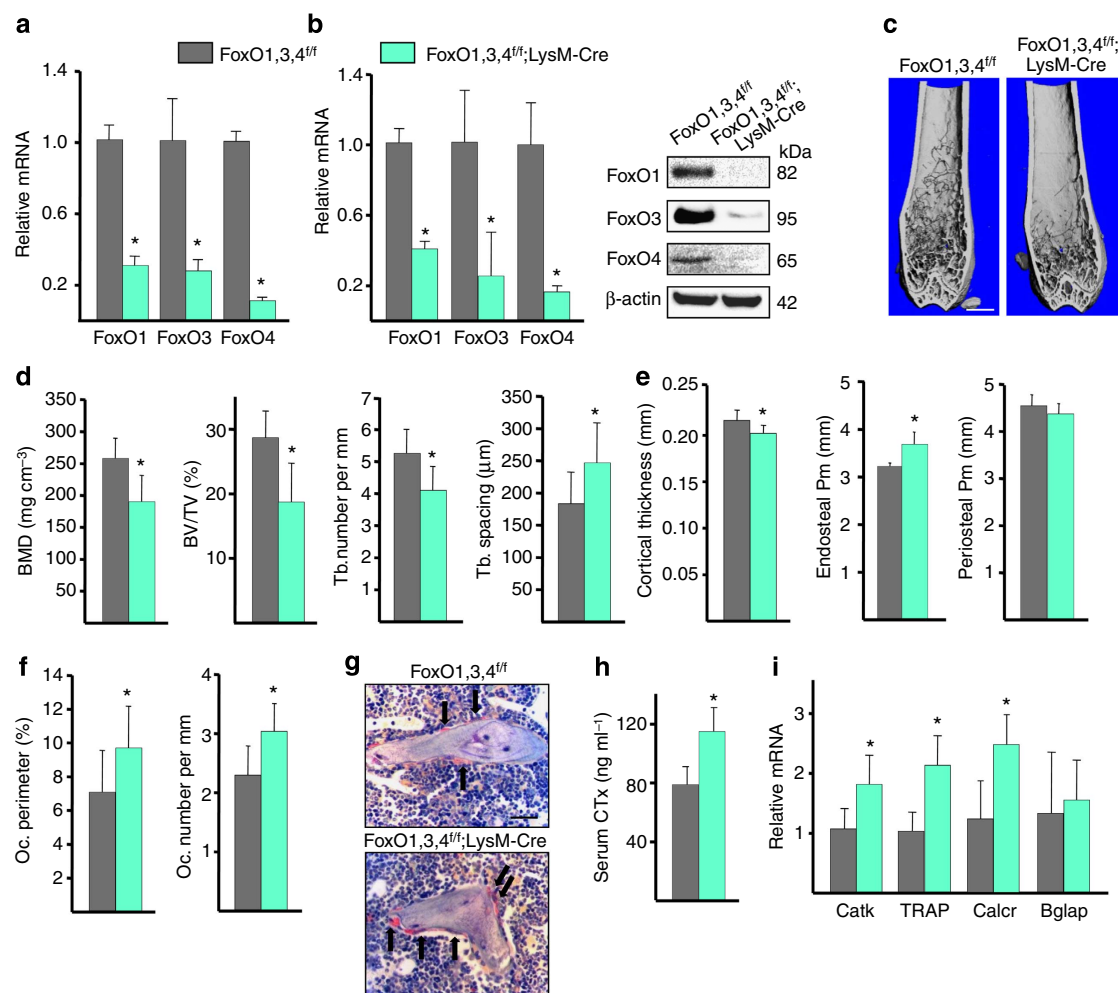 a
b
c
FoxO1,3,4f/f
FoxO1,3,4f/f;LysM-Cre
Relative mRNA
1.4
1.0
0.6
0.2
FoxO1 FoxO3 FoxO4
Relative mRNA
1.4
1.0
0.6
0.2
FoxO1 FoxO3 FoxO4
FoxO1,3,4f/f
FoxO1,3,4f/f;
LysM-Cre
kDa
FoxO1 82
FoxO3 95
FoxO4 65
β-actin 42
FoxO1,3,4f/f
FoxO1,3,4f/f;
LysM-Cre
d
BMD (mg cm−3)
350
300
250
200
150
100
50
BV/TV (%)
30
20
10
Tb.number per mm
7
6
5
4
3
2
1
Tb. spacing (µm)
350
300
250
200
150
100
50
e
Cortical thickness (mm)
0.25
0.20
0.15
0.10
0.05
Endosteal Pm (mm)
5
4
3
2
1
Periosteal Pm (mm)
5
4
3
2
1
f
Oc. perimeter (%)
14
12
10
8
6
4
2
Oc. number per mm
4
3
2
1
g
FoxO1,3,4f/f
FoxO1,3,4f/f;LysM-Cre
h
Serum CTx (ng ml−1)
120
80
40
i
Relative mRNA
3
2
1
Catk TRAP Calcr Bglap